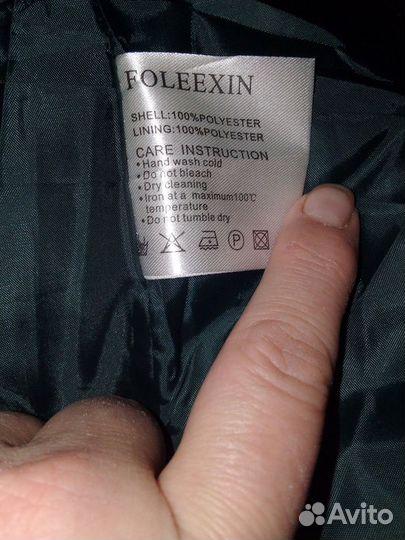 FOLEEXIN
SHELL:100%POLYESTER
LINING:100%POLYESTER
CARE INSTRUCTION
•Hand wash cold
•Do not bleach
•Dry cleaning
•Iron at a maximum100℃
temperature
•Do not tumble dry
P
Avito